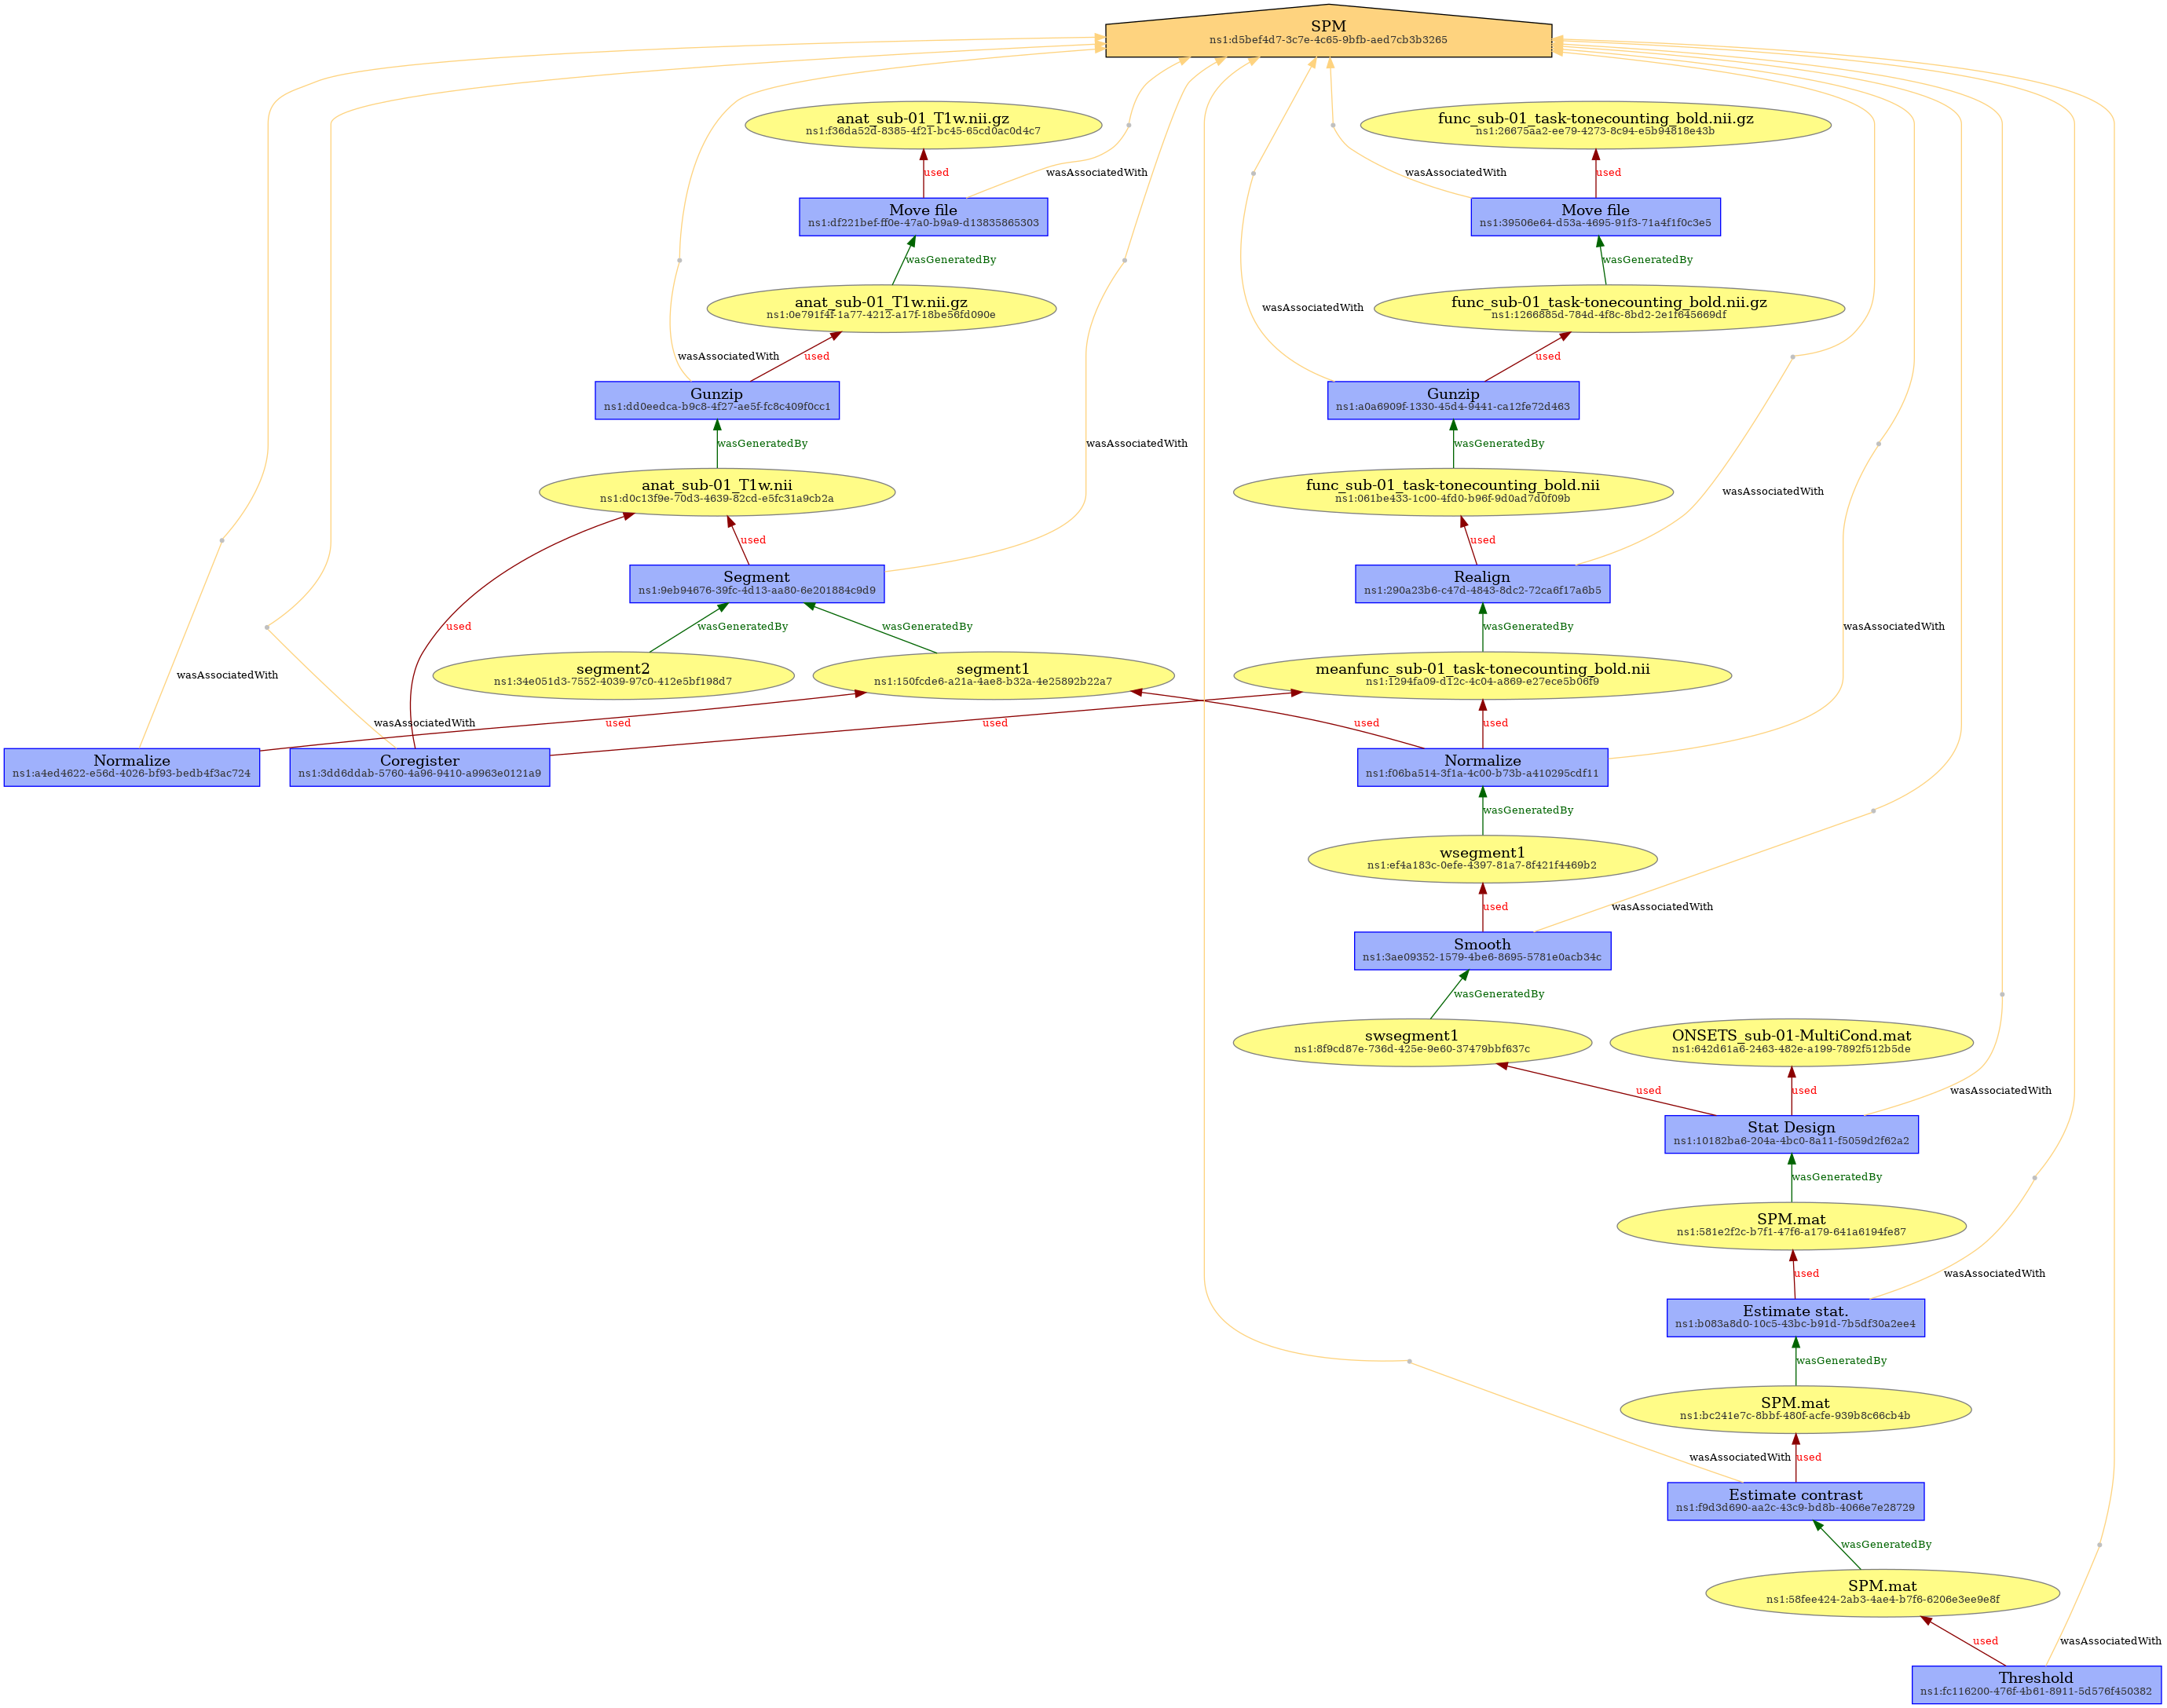 SPM
ns1:d5bef4d7-3c7e-4c65-9bfb-aed7cb3b3265
anat_sub-01_T1w.nii.gz
ns1:f36da52d-8385-4f21-bc45-65cd0ac0d4c7
func_sub-01_task-tonecounting_bold.nii.gz
ns1:26675aa2-ee79-4273-8c94-e5b94818e43b
used
wasAssociatedWith
wasAssociatedWith
used
Move file
ns1:df221bef-ff0e-47a0-b9a9-d13835865303
Move file
ns1:39506e64-d53a-4695-91f3-71a4f1f0c3e5
wasGeneratedBy
wasGeneratedBy
anat_sub-01_T1w.nii.gz
ns1:0e791f4f-1a77-4212-a17f-18be56fd090e
wasAssociatedWith
func_sub-01_task-tonecounting_bold.nii.gz
ns1:1266885d-784d-4f8c-8bd2-2e1f645669df
wasAssociatedWith
used
used
Gunzip
ns1:dd0eedca-b9c8-4f27-ae5f-fc8c409f0cc1
Gunzip
ns1:a0a6909f-1330-45d4-9441-ca12fe72d463
wasGeneratedBy
wasAssociatedWith
wasGeneratedBy
anat_sub-01_T1w.nii
ns1:d0c13f9e-70d3-4639-82cd-e5fc31a9cb2a
func_sub-01_task-tonecounting_bold.nii
ns1:061be433-1c00-4fd0-b96f-9d0ad7d0f09b
wasAssociatedWith
used
used
Segment
ns1:9eb94676-39fc-4d13-aa80-6e201884c9d9
Realign
ns1:290a23b6-c47d-4843-8dc2-72ca6f17a6b5
used
wasGeneratedBy
wasGeneratedBy
wasGeneratedBy
wasAssociatedWith
wasAssociatedWith
segment2
ns1:34e051d3-7552-4039-97c0-412e5bf198d7
segment1
ns1:150fcde6-a21a-4ae8-b32a-4e25892b22a7
meanfunc_sub-01_task-tonecounting_bold.nii
ns1:1294fa09-d12c-4c04-a869-e27ece5b06f9
wasAssociatedWith
used
used
used
used
Normalize
ns1:a4ed4622-e56d-4026-bf93-bedb4f3ac724
Coregister
ns1:3dd6ddab-5760-4a96-9410-a9963e0121a9
Normalize
ns1:f06ba514-3f1a-4c00-b73b-a410295cdf11
wasGeneratedBy
wsegment1
ns1:ef4a183c-0efe-4397-81a7-8f421f4469b2
used
wasAssociatedWith
Smooth
ns1:3ae09352-1579-4be6-8695-5781e0acb34c
wasGeneratedBy
swsegment1
ns1:8f9cd87e-736d-425e-9e60-37479bbf637c
ONSETS_sub-01-MultiCond.mat
ns1:642d61a6-2463-482e-a199-7892f512b5de
used
used
wasAssociatedWith
Stat Design
ns1:10182ba6-204a-4bc0-8a11-f5059d2f62a2
wasGeneratedBy
SPM.mat
ns1:581e2f2c-b7f1-47f6-a179-641a6194fe87
used
wasAssociatedWith
Estimate stat.
ns1:b083a8d0-10c5-43bc-b91d-7b5df30a2ee4
wasGeneratedBy
SPM.mat
ns1:bc241e7c-8bbf-480f-acfe-939b8c66cb4b
wasAssociatedWith
used
Estimate contrast
ns1:f9d3d690-aa2c-43c9-bd8b-4066e7e28729
wasGeneratedBy
SPM.mat
ns1:58fee424-2ab3-4ae4-b7f6-6206e3ee9e8f
used
wasAssociatedWith
Threshold
ns1:fc116200-476f-4b61-8911-5d576f450382